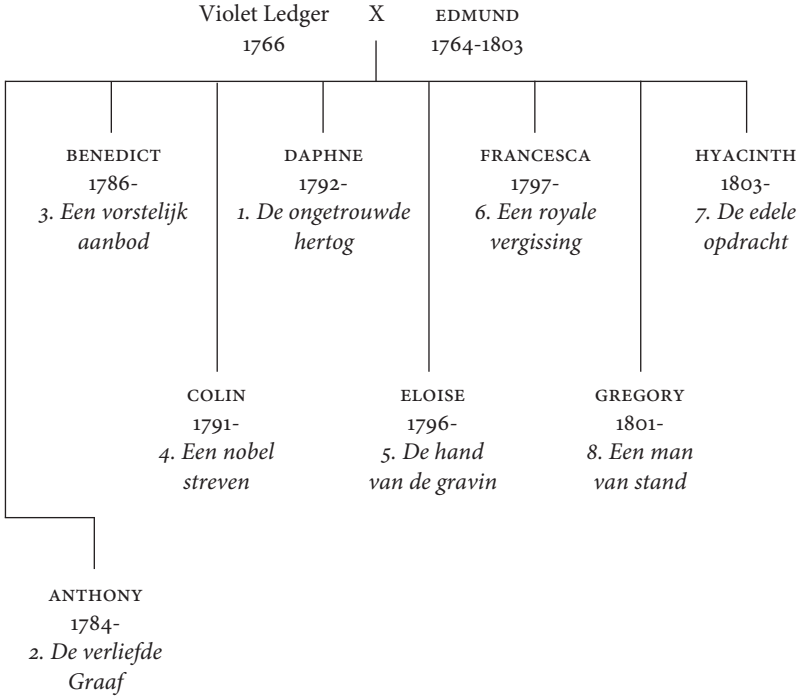 Violet Ledger X EDMUND
1766 1764-1803
BENEDICT
1786-
3. Een vorstelijk
aanbod
DAPHNE
1792-
1. De ongetrouwde
hertog
FRANCESCA
1797-
6. Een royale
vergissing
HYACINTH
1803-
7. De edele
opdracht
COLIN
1791-
4. Een nobel
streven
ELOISE
1796-
5. De hand
van de gravin
GREGORY
1801-
8. Een man
van stand
ANTHONY
1784-
2. De verliefde
Graaf